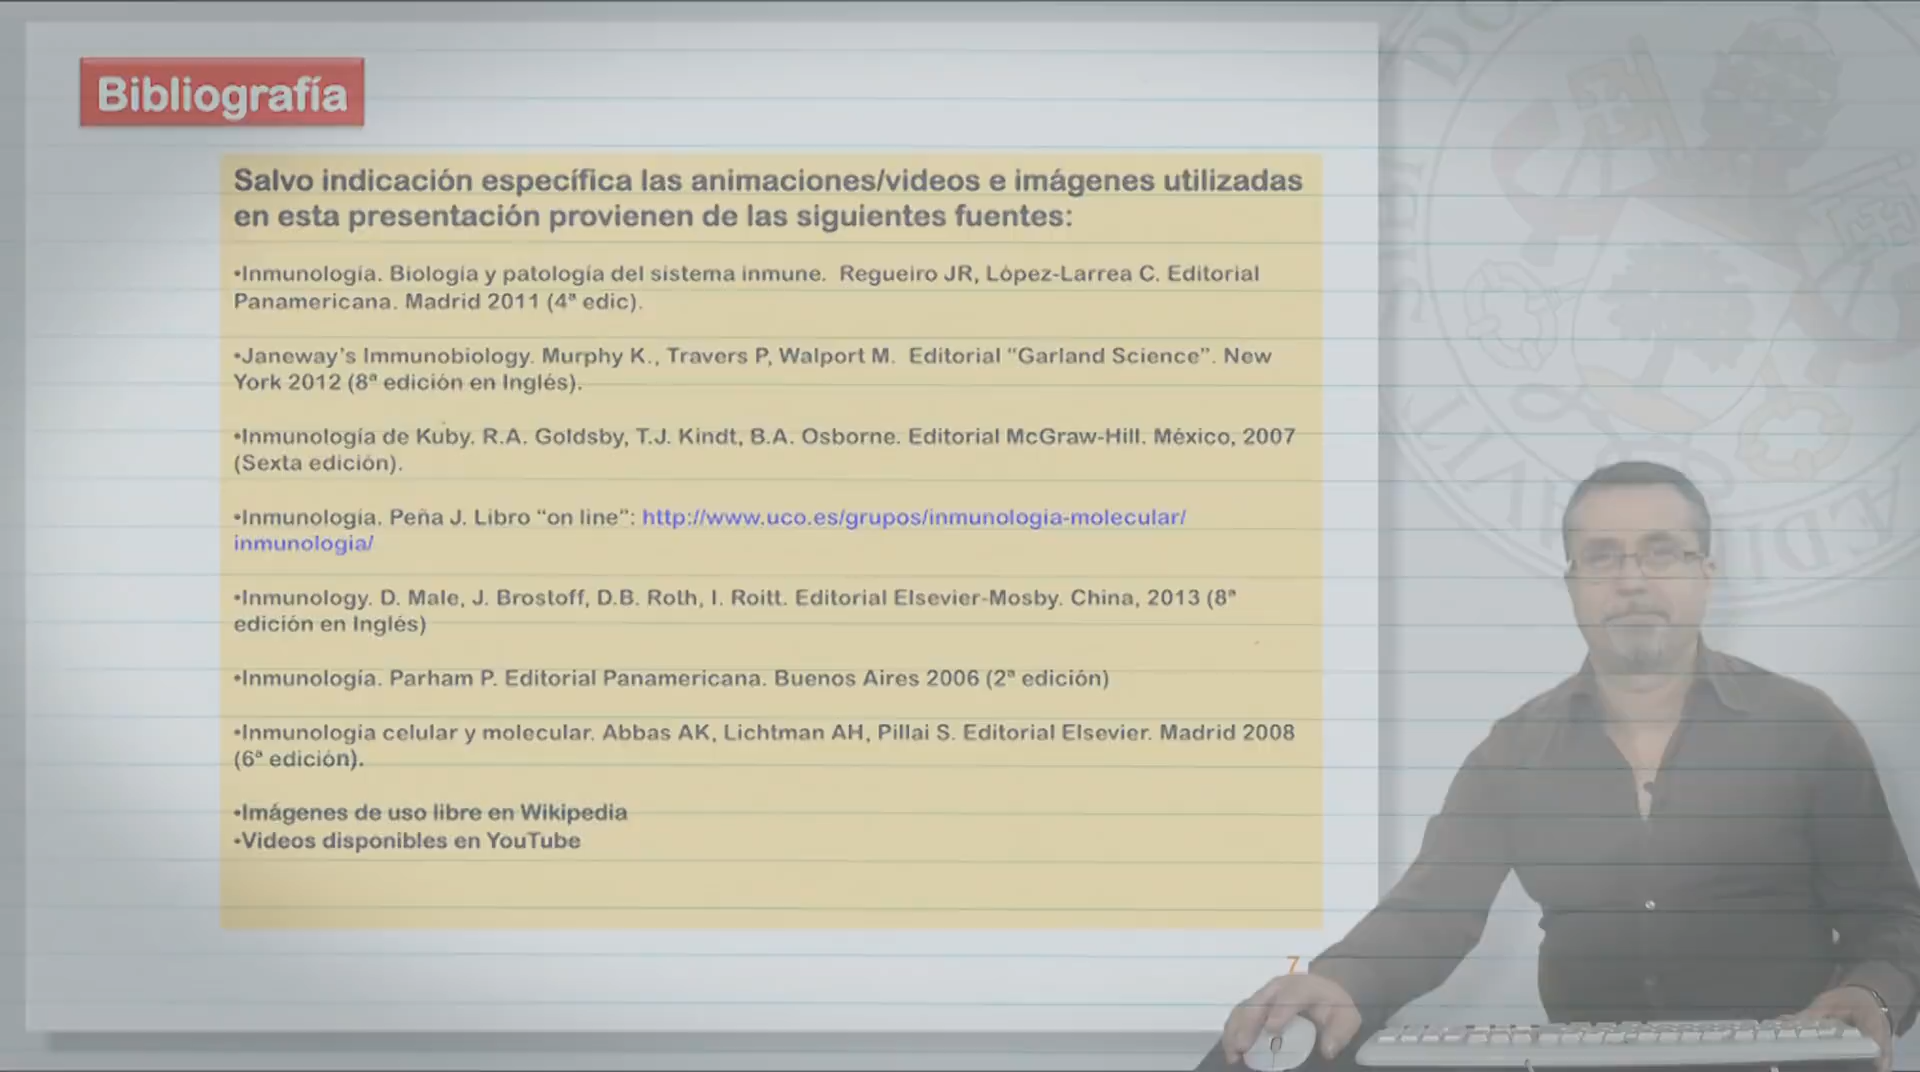 Bibliografía
Salvo indicación específica las animaciones/videos e imágenes utilizadas
en esta presentación provienen de las siguientes fuentes:
•Inmunología. Biología y patología del sistema inmune. Regueiro JR, López-Larrea C. Editorial
Panamericana. Madrid 2011 (4ª edic).
•Janeway's Immunobiology. Murphy K., Travers P, Walport M. Editorial “Garland Science”. New
York 2012 (8ª edición en Inglés).
•Inmunología de Kuby. R.A. Goldsby, T.J. Kindt, B.A. Osborne. Editorial McGraw-Hill. México, 2007
(Sexta edición).
•Inmunología. Peña J. Libro “on line”: http://www.uco.es/grupos/inmunologia-molecular/
inmunologia/
•Inmunology. D. Male, J. Brostoff, D.B. Roth, I. Roitt. Editorial Elsevier-Mosby. China, 2013 (8ª
edición en Inglés)
•Inmunología. Parham P. Editorial Panamericana. Buenos Aires 2006 (2ª edición)
•Inmunología celular y molecular. Abbas AK, Lichtman AH, Pillai S. Editorial Elsevier. Madrid 2008
(6ª edición).
•Imágenes de uso libre en Wikipedia
•Videos disponibles en YouTube
7